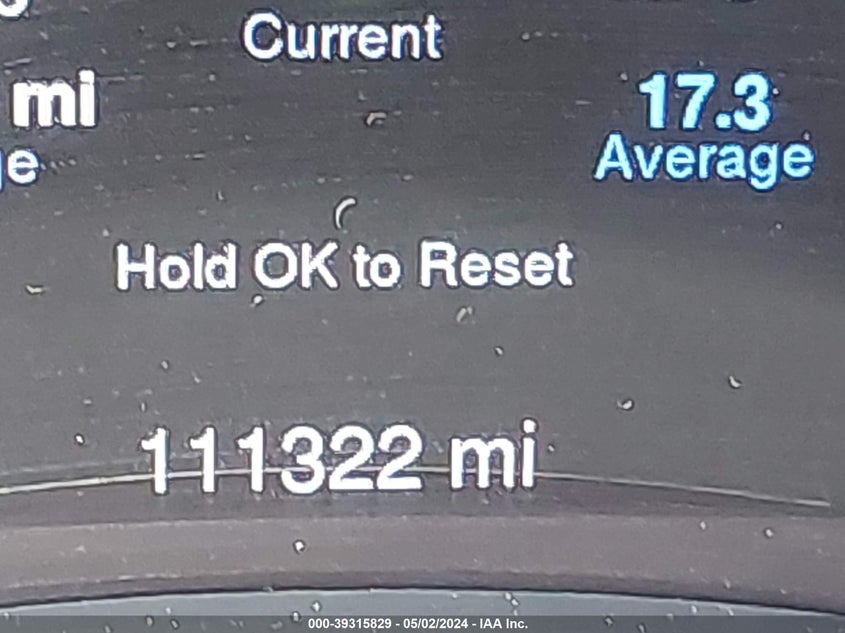 Current
mi
17.3
Average
Hold OK to Reset
111322 mi
000-39315829 - 05/02/2024 - IAA Inc.